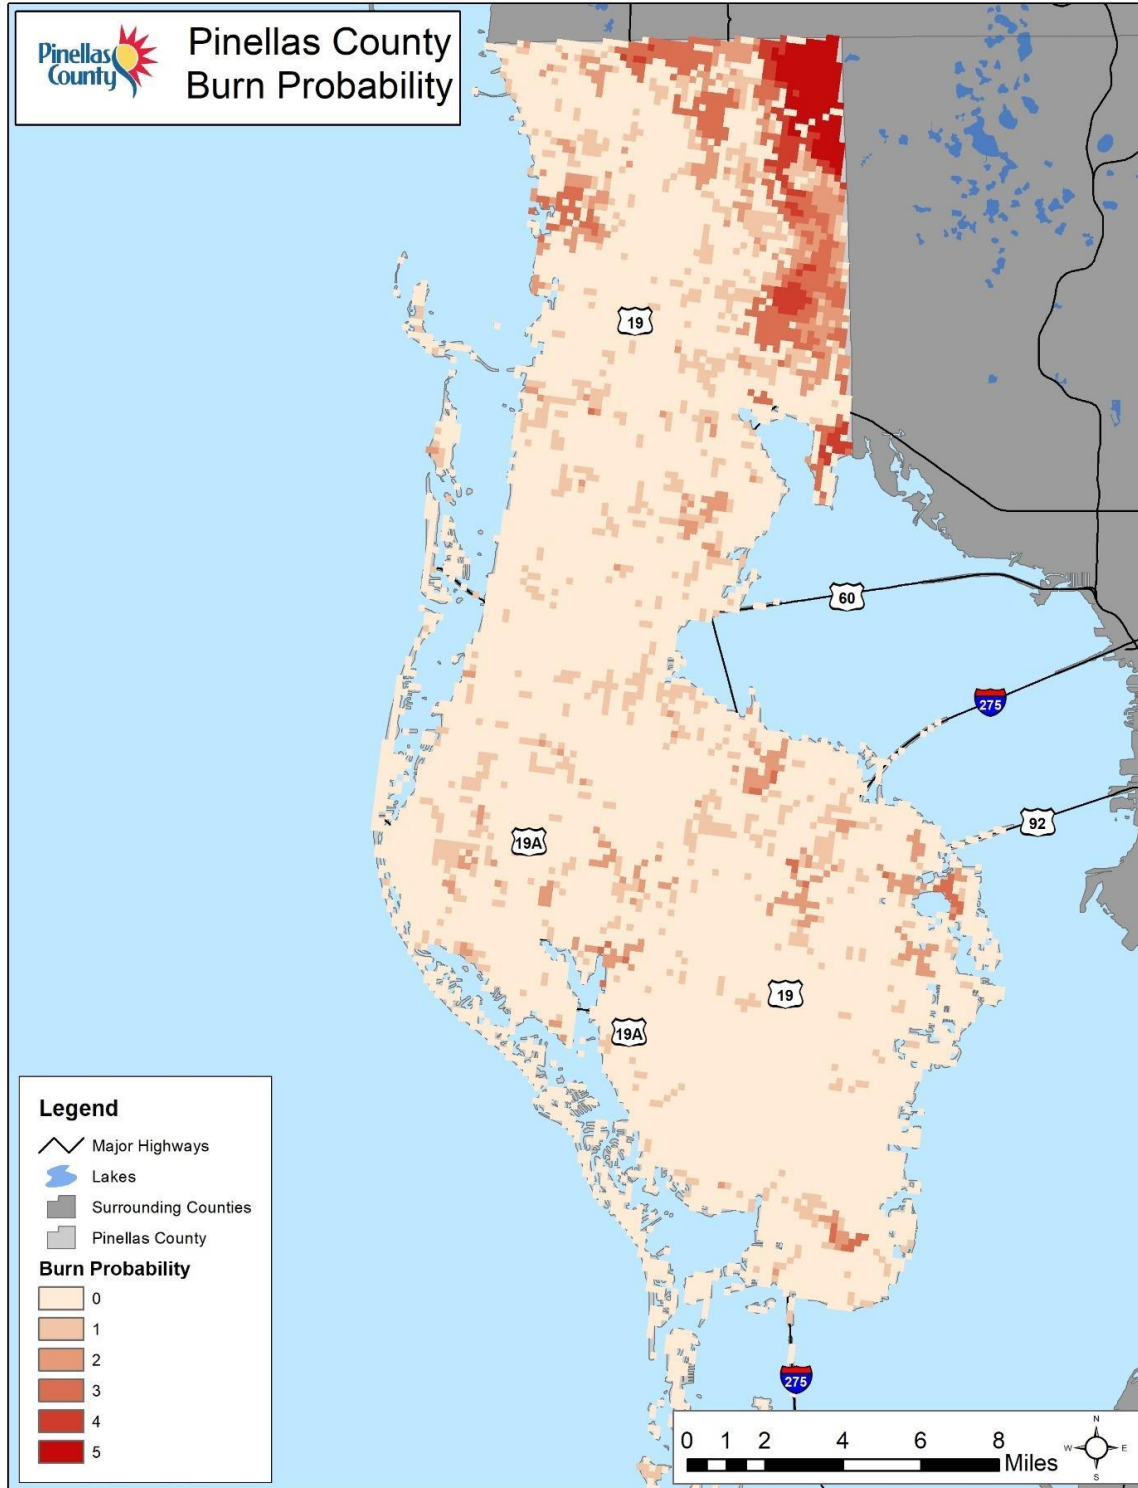 Pinellas County
Pinellas County
Burn Probability
19
60
275
92
19A
19
19A
275
Legend
Major Highways
Lakes
Surrounding Counties
Pinellas County
Burn Probability
0
1
2
3
4
5
0 1 2 4 6 8 Miles
N
W E
S